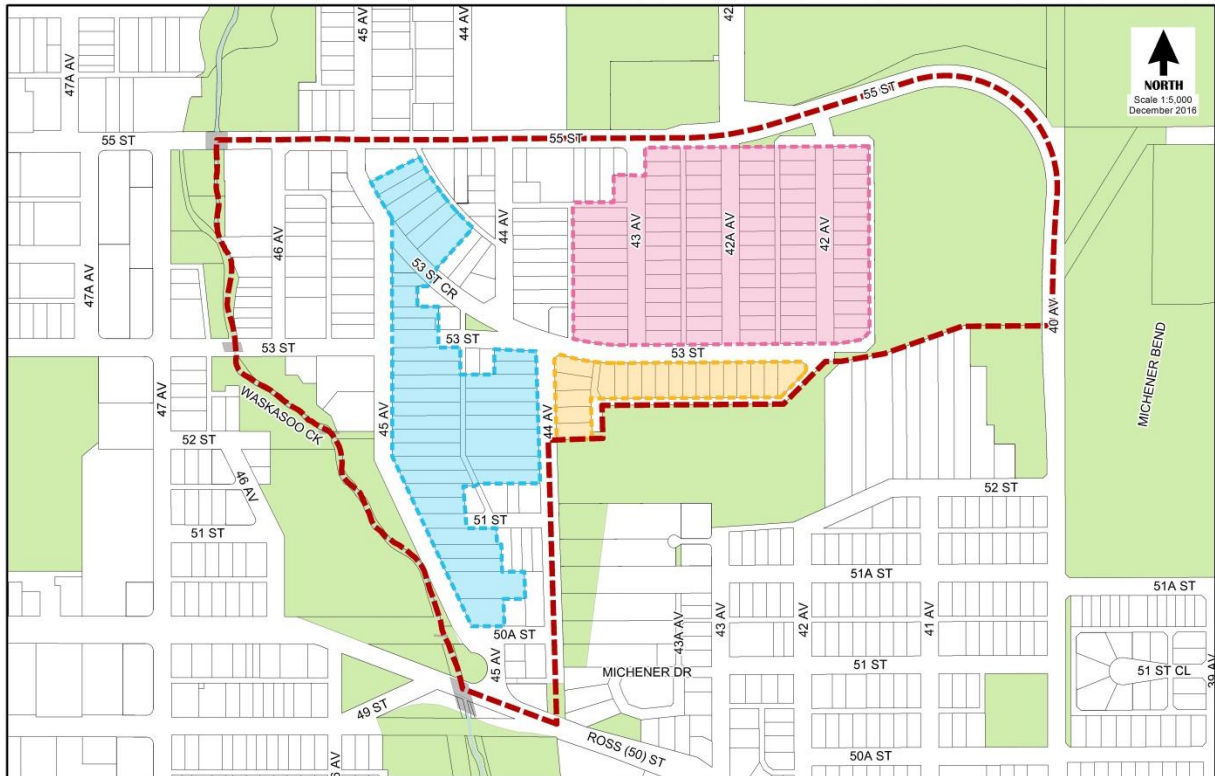 45 AV
44 AV
42
47A AV
NORTH
Scale 1:5,000
December 2016
55 ST
55 ST
55 ST
46 AV
44 AV
43 AV
42A AV
42 AV
47A AV
53 ST CR
40 AV
53 ST
53 ST
53 ST
MICHENER BEND
WASKASOO CK
47 AV
45 AV
44 AV
52 ST
46 AV
52 ST
51 ST
51 ST
51A ST
51A ST
43A AV
43 AV
42 AV
41 AV
50A ST
45 AV
MICHENER DR
51 ST
51 ST CL
39 AV
49 ST
ROSS (50) ST
50A ST